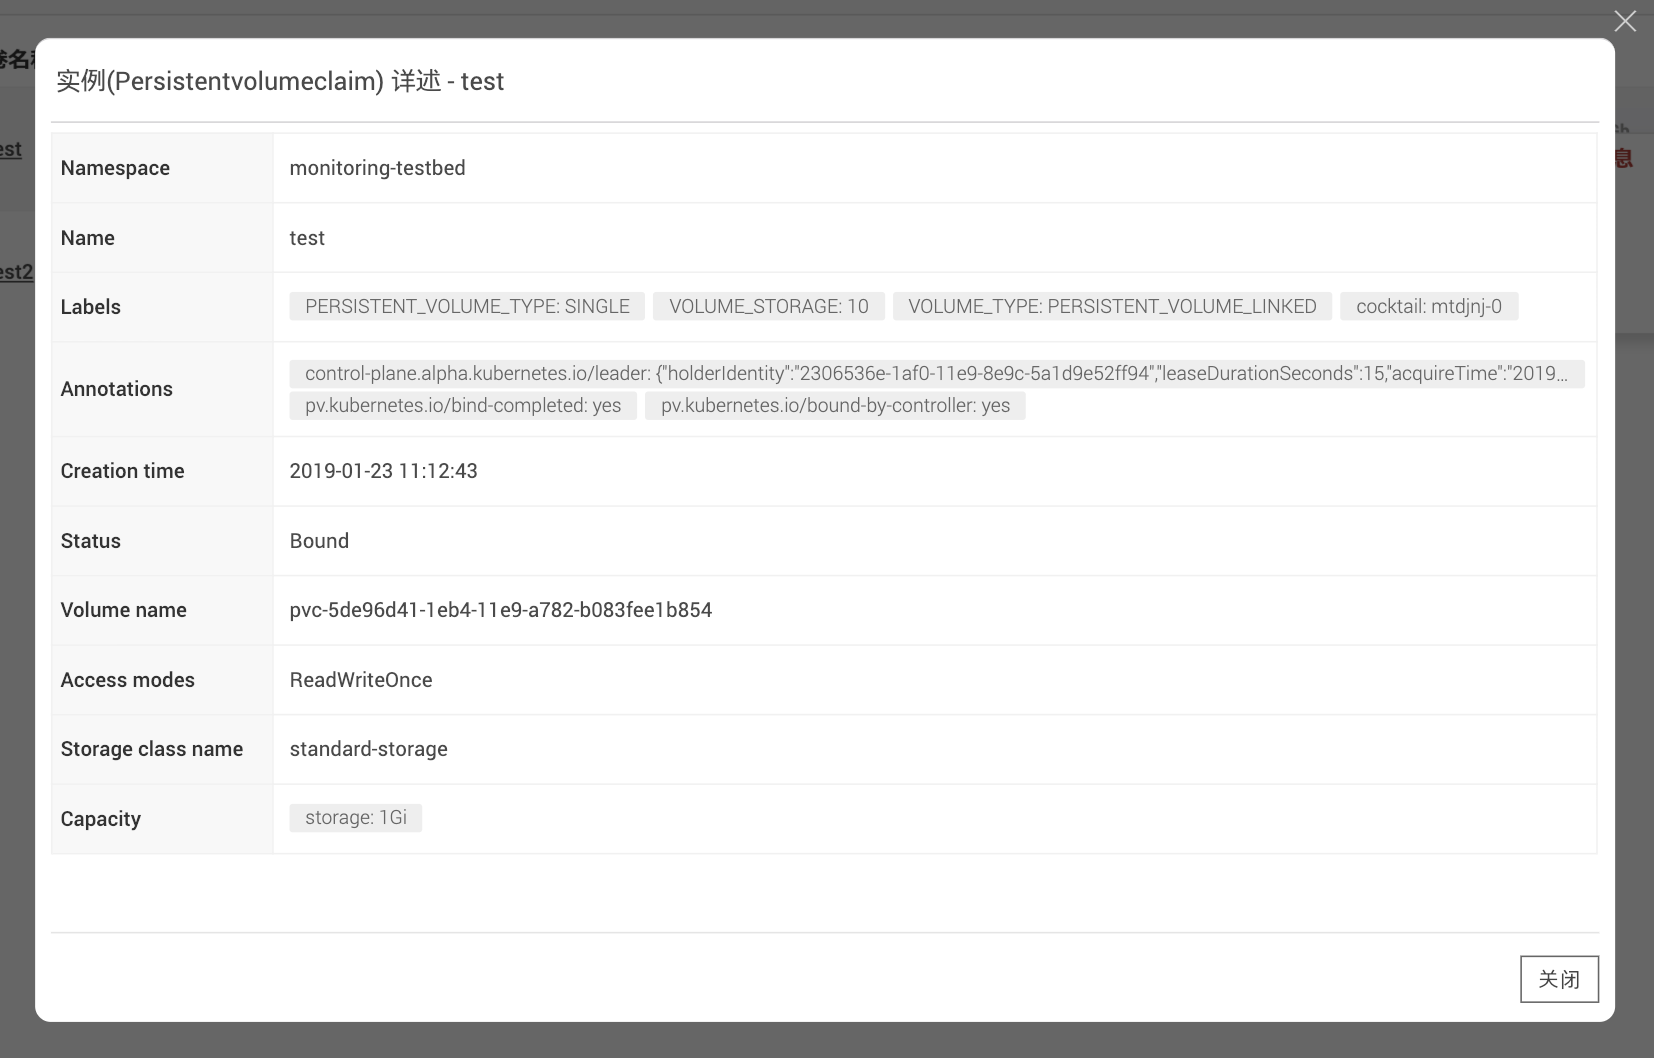 实例(Persistentvolumeclaim) 详述 - test
Namespace monitoring-testbed
Name test
Labels PERSISTENT_VOLUME_TYPE: SINGLE VOLUME_STORAGE: 10 VOLUME_TYPE: PERSISTENT_VOLUME_LINKED cocktail: mtdjnj-0
Annotations control-plane.alpha.kubernetes.io/leader: {"holderIdentity":"2306536e-1af0-11e9-8e9c-5a1d9e52ff94","leaseDurationSeconds":15,"acquireTime":"2019...
pv.kubernetes.io/bind-completed: yes pv.kubernetes.io/bound-by-controller: yes
Creation time 2019-01-23 11:12:43
Status Bound
Volume name pvc-5de96d41-1eb4-11e9-a782-b083fee1b854
Access modes ReadWriteOnce
Storage class name standard-storage
Capacity storage: 1Gi
关闭